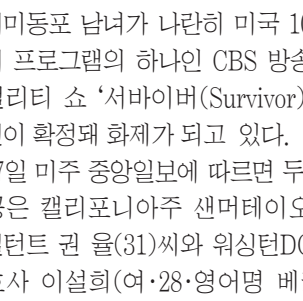 미동포 남녀가 나란히 미국 10
프로그램의 하나인 CBS 방송
리티 쇼 ‘서바이버(Survivor)
이 확정돼 화제가 되고 있다.
7일 미주 중앙일보에 따르면 두
공은 캘리포니아주 샌머테이오
턴트 권 율(31)씨와 워싱턴DC
호사 이설희(여·28·영어명 베